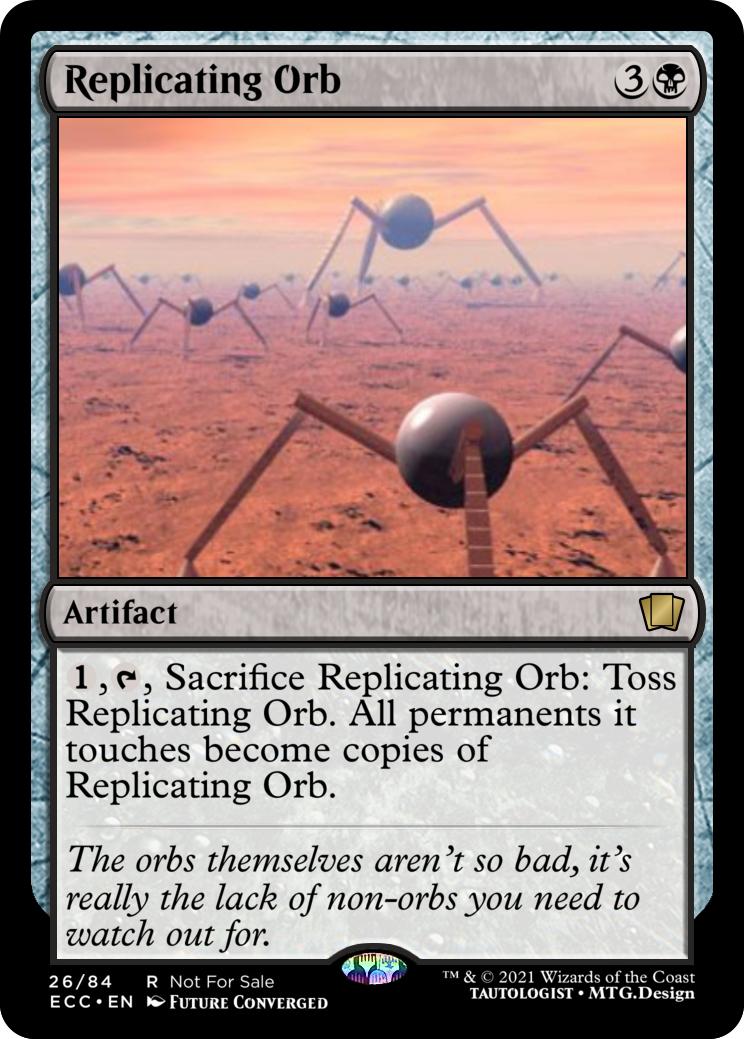 Replicating Orb 3
Artifact
1, , Sacrifice Replicating Orb: Toss
Replicating Orb. All permanents it
touches become copies of
Replicating Orb.
The orbs themselves aren't so bad, it's
really the lack of non-orbs you need to
watch out for.
26/84 R Not For Sale
ECC • EN Future Converged
™ & © 2021 Wizards of the Coast
TAUTOLOGIST • MTG.Design